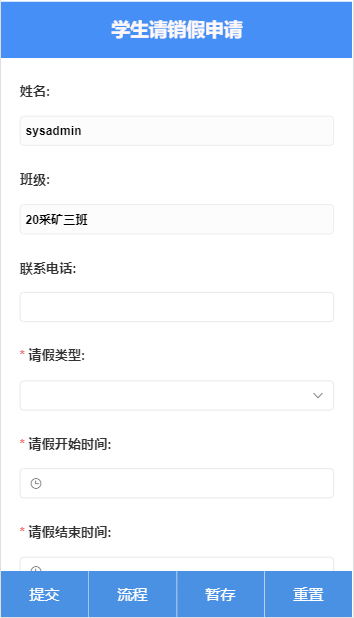 学生请销假申请
姓名:
sysadmin
班级:
20采矿三班
联系电话:
* 请假类型:
* 请假开始时间:
* 请假结束时间:
提交 流程 暂存 重置